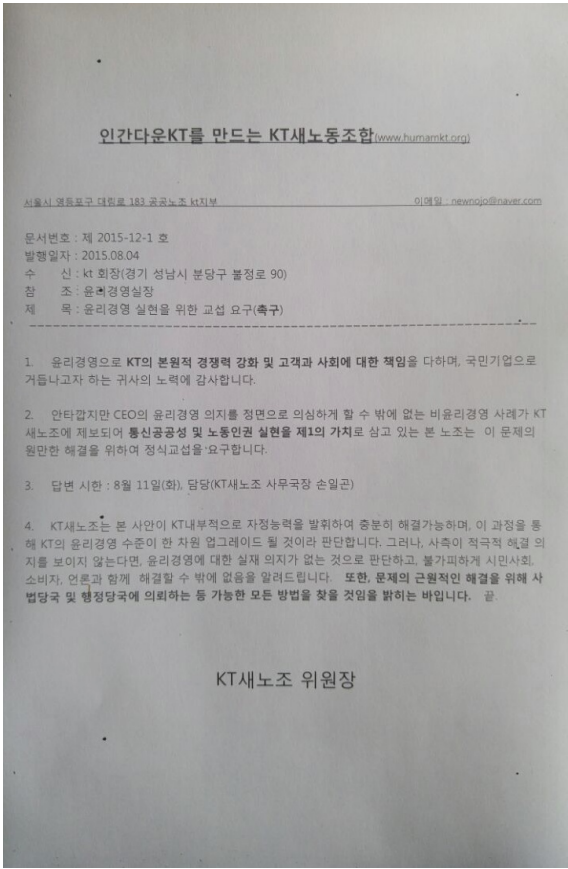 인간다운KT를 만드는 KT새노동조합(www.humamkt.org)
서울시 영등포구 대림로 183 공공노조 kt지부 이메일 : newnojo@naver.com
문서번호 : 제 2015-12-1 호
발행일자 : 2015.08.04
수 신 : kt 회장(경기 성남시 분당구 불정로 90)
참 조 : 윤리경영실장
제 목 : 윤리경영 실현을 위한 교섭 요구(촉구)
1. 윤리경영으로 KT의 본원적 경쟁력 강화 및 고객과 사회에 대한 책임을 다하며, 국민기업으로
거듭나고자 하는 귀사의 노력에 감사합니다.
2. 안타깝지만 CEO의 윤리경영 의지를 정면으로 의심하게 할 수 밖에 없는 비윤리경영 사례가 KT
새노조에 제보되어 통신공공성 및 노동인권 실현을 제1의 가치로 삼고 있는 본 노조는 이 문제의
원만한 해결을 위하여 정식교섭을 요구합니다.
3. 답변 시한 : 8월 11일(화), 담당(KT새노조 사무국장 손일곤)
4. KT새노조는 본 사안이 KT내부적으로 자정능력을 발휘하여 충분히 해결가능하며, 이 과정을 통
해 KT의 윤리경영 수준이 한 차원 업그레이드 될 것이라 판단합니다. 그러나, 사측이 적극적 해결 의
지를 보이지 않는다면, 윤리경영에 대한 실재 의지가 없는 것으로 판단하고, 불가피하게 시민사회,
소비자, 언론과 함께 해결할 수 밖에 없음을 알려드립니다. 또한, 문제의 근원적인 해결을 위해 사
법당국 및 행정당국에 의뢰하는 등 가능한 모든 방법을 찾을 것임을 밝히는 바입니다. 끝.
KT새노조 위원장